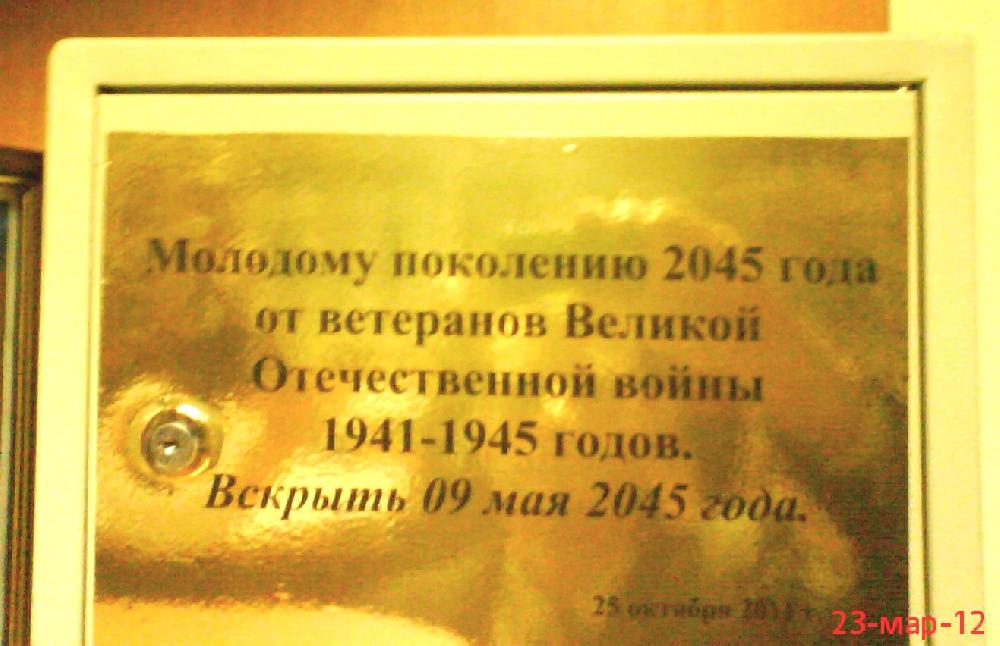 Молодому поколению 2045 года
от ветеранов Великой
Отечественной войны
1941-1945 годов.
Вскрыть 09 мая 2045 года.
25 октября
23-мар-12